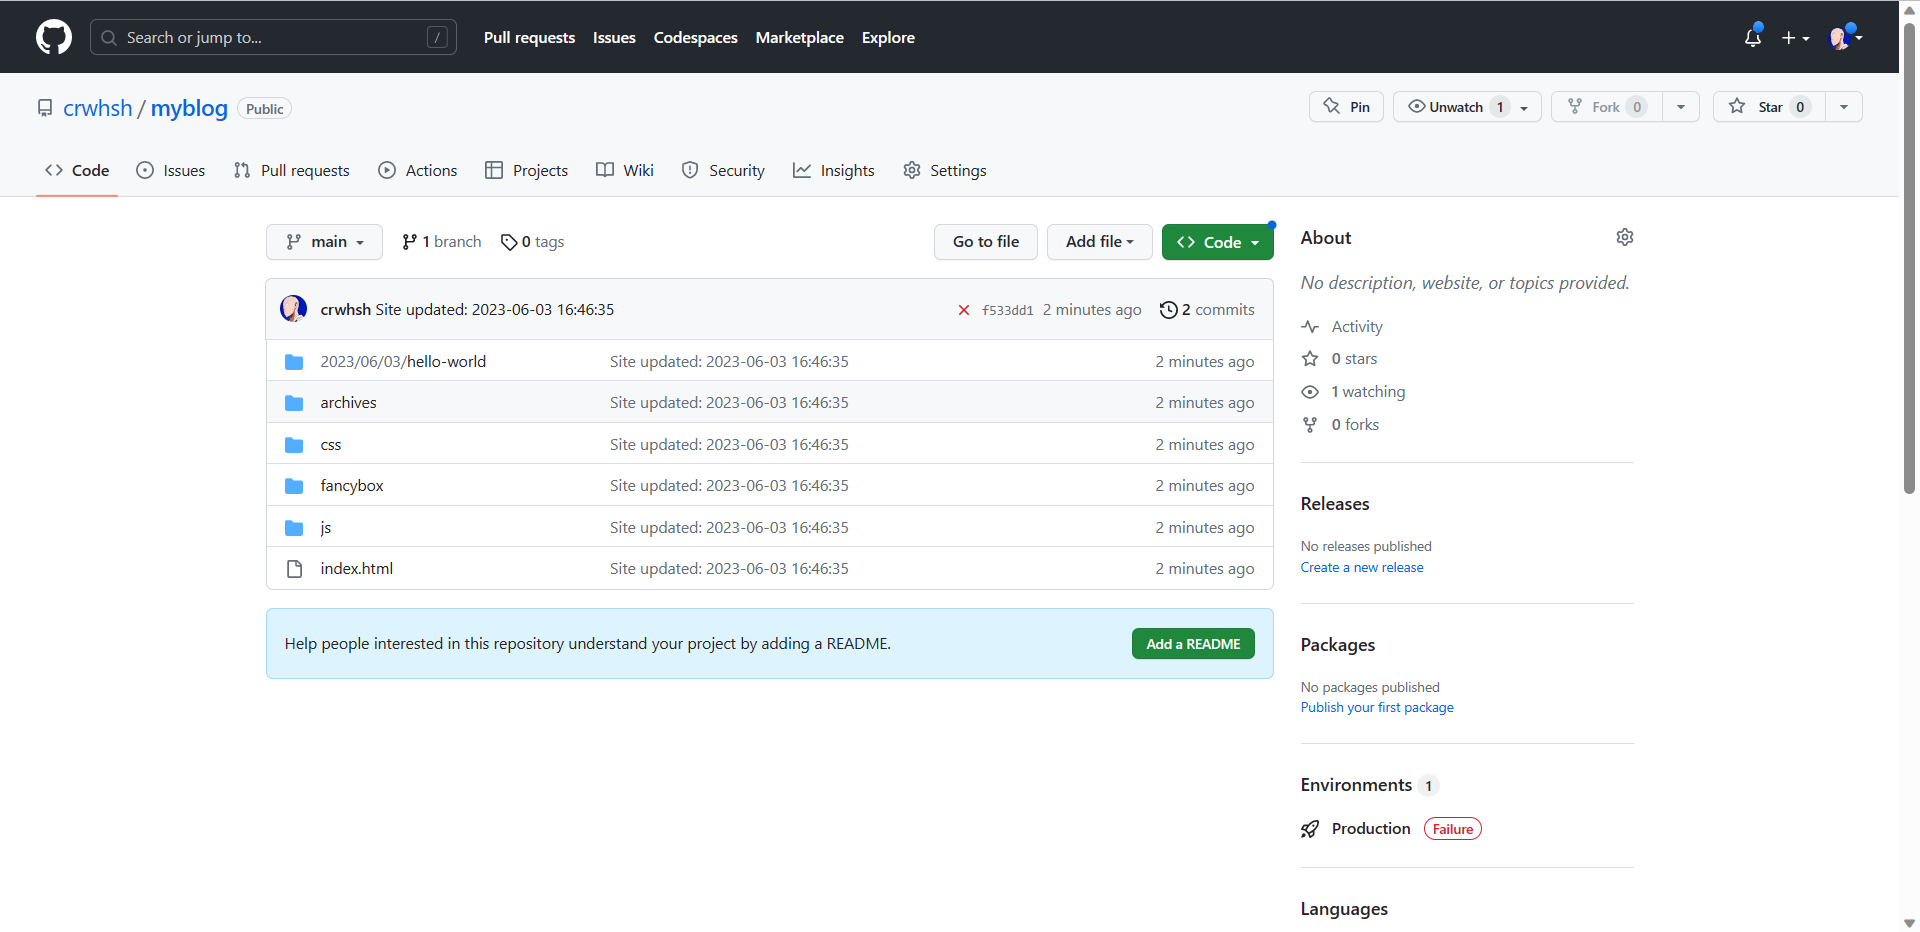 Search or jump to... / Pull requests Issues Codespaces Marketplace Explore
crwhsh / myblog Public Pin Unwatch 1 Fork 0 Star 0
Code Issues Pull requests Actions Projects Wiki Security Insights Settings
main 1 branch 0 tags Go to file Add file Code
crwhsh Site updated: 2023-06-03 16:46:35 f533dd1 2 minutes ago 2 commits
2023/06/03/hello-world Site updated: 2023-06-03 16:46:35 2 minutes ago
archives Site updated: 2023-06-03 16:46:35 2 minutes ago
css Site updated: 2023-06-03 16:46:35 2 minutes ago
fancybox Site updated: 2023-06-03 16:46:35 2 minutes ago
js Site updated: 2023-06-03 16:46:35 2 minutes ago
index.html Site updated: 2023-06-03 16:46:35 2 minutes ago
Help people interested in this repository understand your project by adding a README. Add a README
About
No description, website, or topics provided.
Activity
0 stars
1 watching
0 forks
Releases
No releases published
Create a new release
Packages
No packages published
Publish your first package
Environments 1
Production Failure
Languages